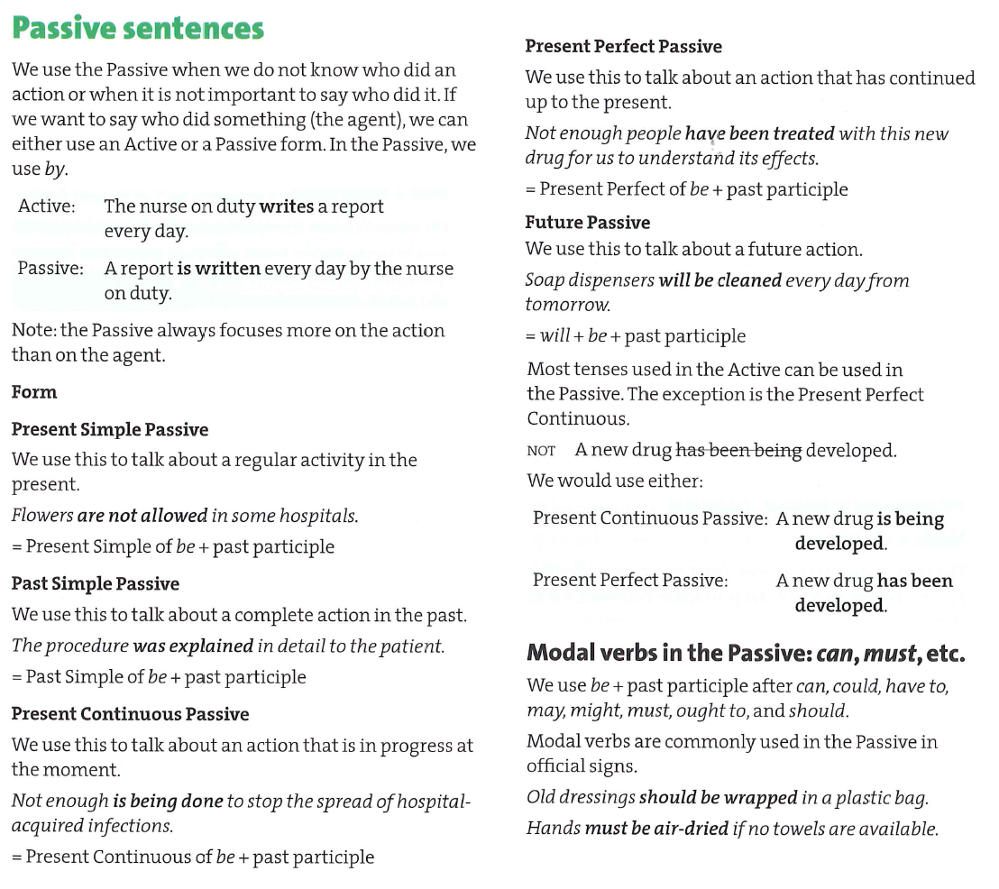 Passive sentences
We use the Passive when we do not know who did an
action or when it is not important to say who did it. If
we want to say who did something (the agent), we can
either use an Active or a Passive form. In the Passive, we
use by.
Active: The nurse on duty writes a report
every day.
Passive: A report is written every day by the nurse
on duty.
Note: the Passive always focuses more on the action
than on the agent.
Form
Present Simple Passive
We use this to talk about a regular activity in the
present.
Flowers are not allowed in some hospitals.
= Present Simple of be + past participle
Past Simple Passive
We use this to talk about a complete action in the past.
The procedure was explained in detail to the patient.
= Past Simple of be + past participle
Present Continuous Passive
We use this to talk about an action that is in progress at
the moment.
Not enough is being done to stop the spread of hospital-
acquired infections.
= Present Continuous of be + past participle
Present Perfect Passive
We use this to talk about an action that has continued
up to the present.
Not enough people have been treated with this new
drug for us to understand its effects.
= Present Perfect of be + past participle
Future Passive
We use this to talk about a future action.
Soap dispensers will be cleaned every day from
tomorrow.
= will + be + past participle
Most tenses used in the Active can be used in
the Passive. The exception is the Present Perfect
Continuous.
NOT A new drug has been being developed.
We would use either:
Present Continuous Passive: A new drug is being
developed.
Present Perfect Passive: A new drug has been
developed.
Modal verbs in the Passive: can, must, etc.
We use be + past participle after can, could, have to,
may, might, must, ought to, and should.
Modal verbs are commonly used in the Passive in
official signs.
Old dressings should be wrapped in a plastic bag.
Hands must be air-dried if no towels are available.